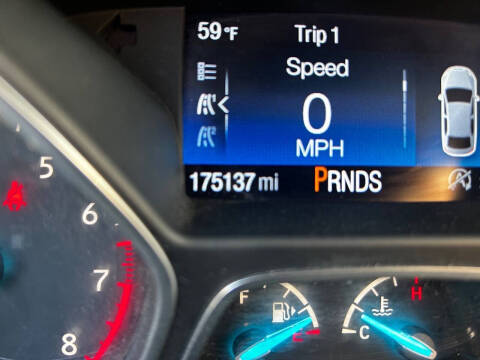 59°F Trip 1
Speed
0
MPH
175137 mi PRNDS
5
6
7
8
F
E
H
C